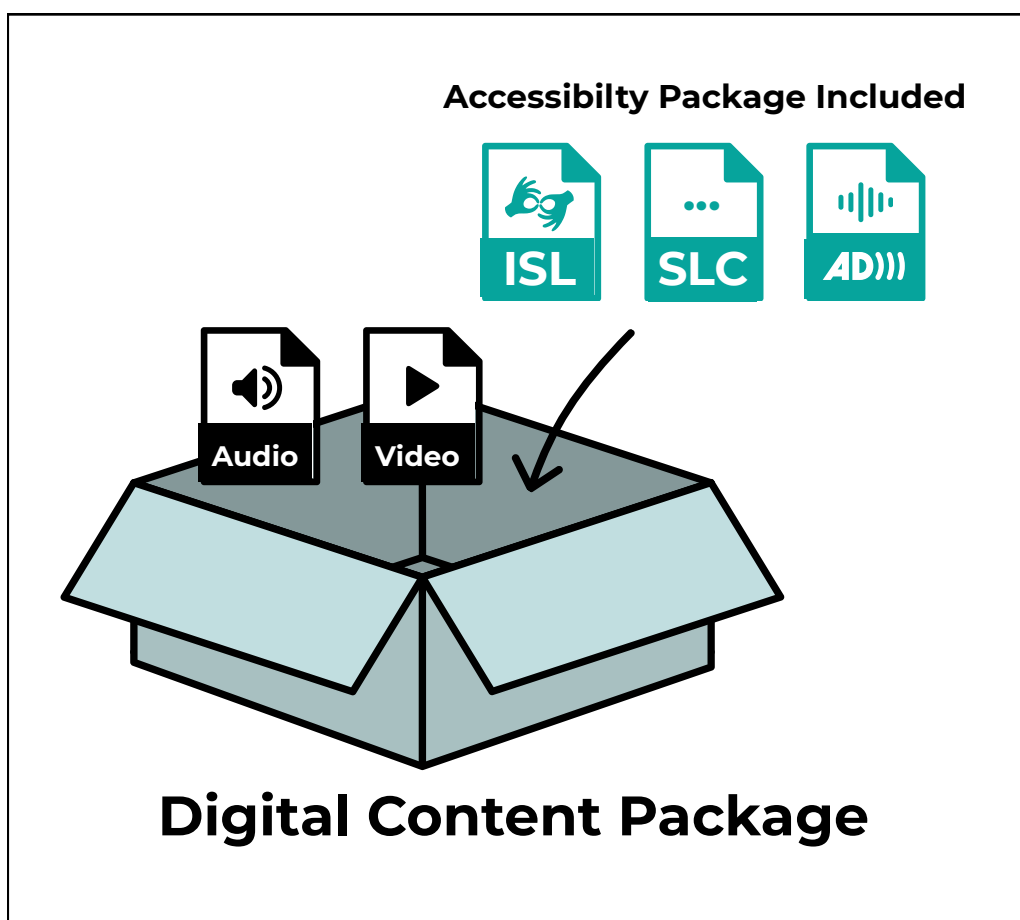 Accessibilty Package Included
ISL
SLC
AD)))
Audio
Video
Digital Content Package